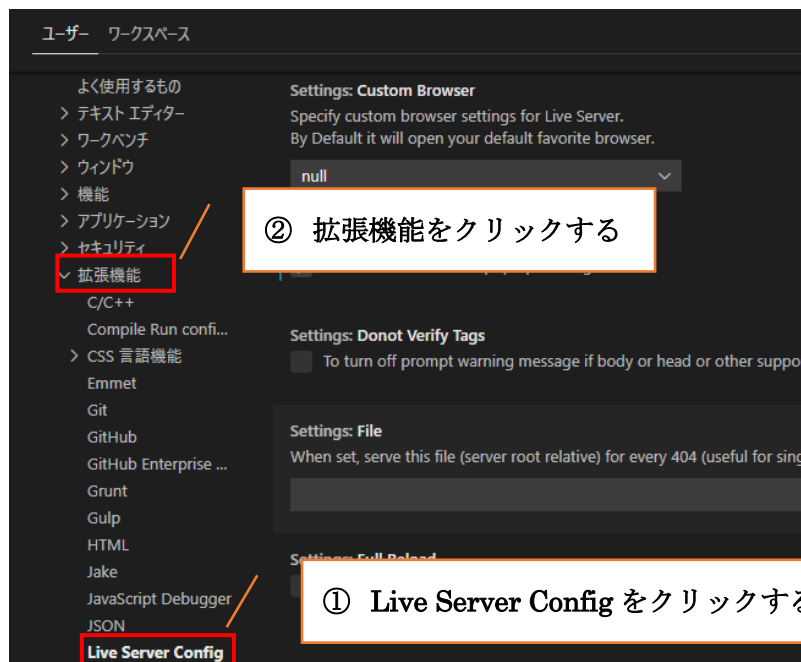 ユーザー ワークスペース
よく使用するもの
テキスト エディター
ワークベンチ
ウィンドウ
機能
アプリケーション
セキュリティ
拡張機能
C/C++
Compile Run confi...
CSS 言語機能
Emmet
Git
GitHub
GitHub Enterprise ...
Grunt
Gulp
HTML
Jake
JavaScript Debugger
JSON
Live Server Config
Settings: Custom Browser
Specify custom browser settings for Live Server.
By Default it will open your default favorite browser.
null
② 拡張機能をクリックする
Settings: Donot Verify Tags
To turn off prompt warning message if body or head or other suppo
Settings: File
When set, serve this file (server root relative) for every 404 (useful for sing
Settings: Full Reload
① Live Server Config をクリックする